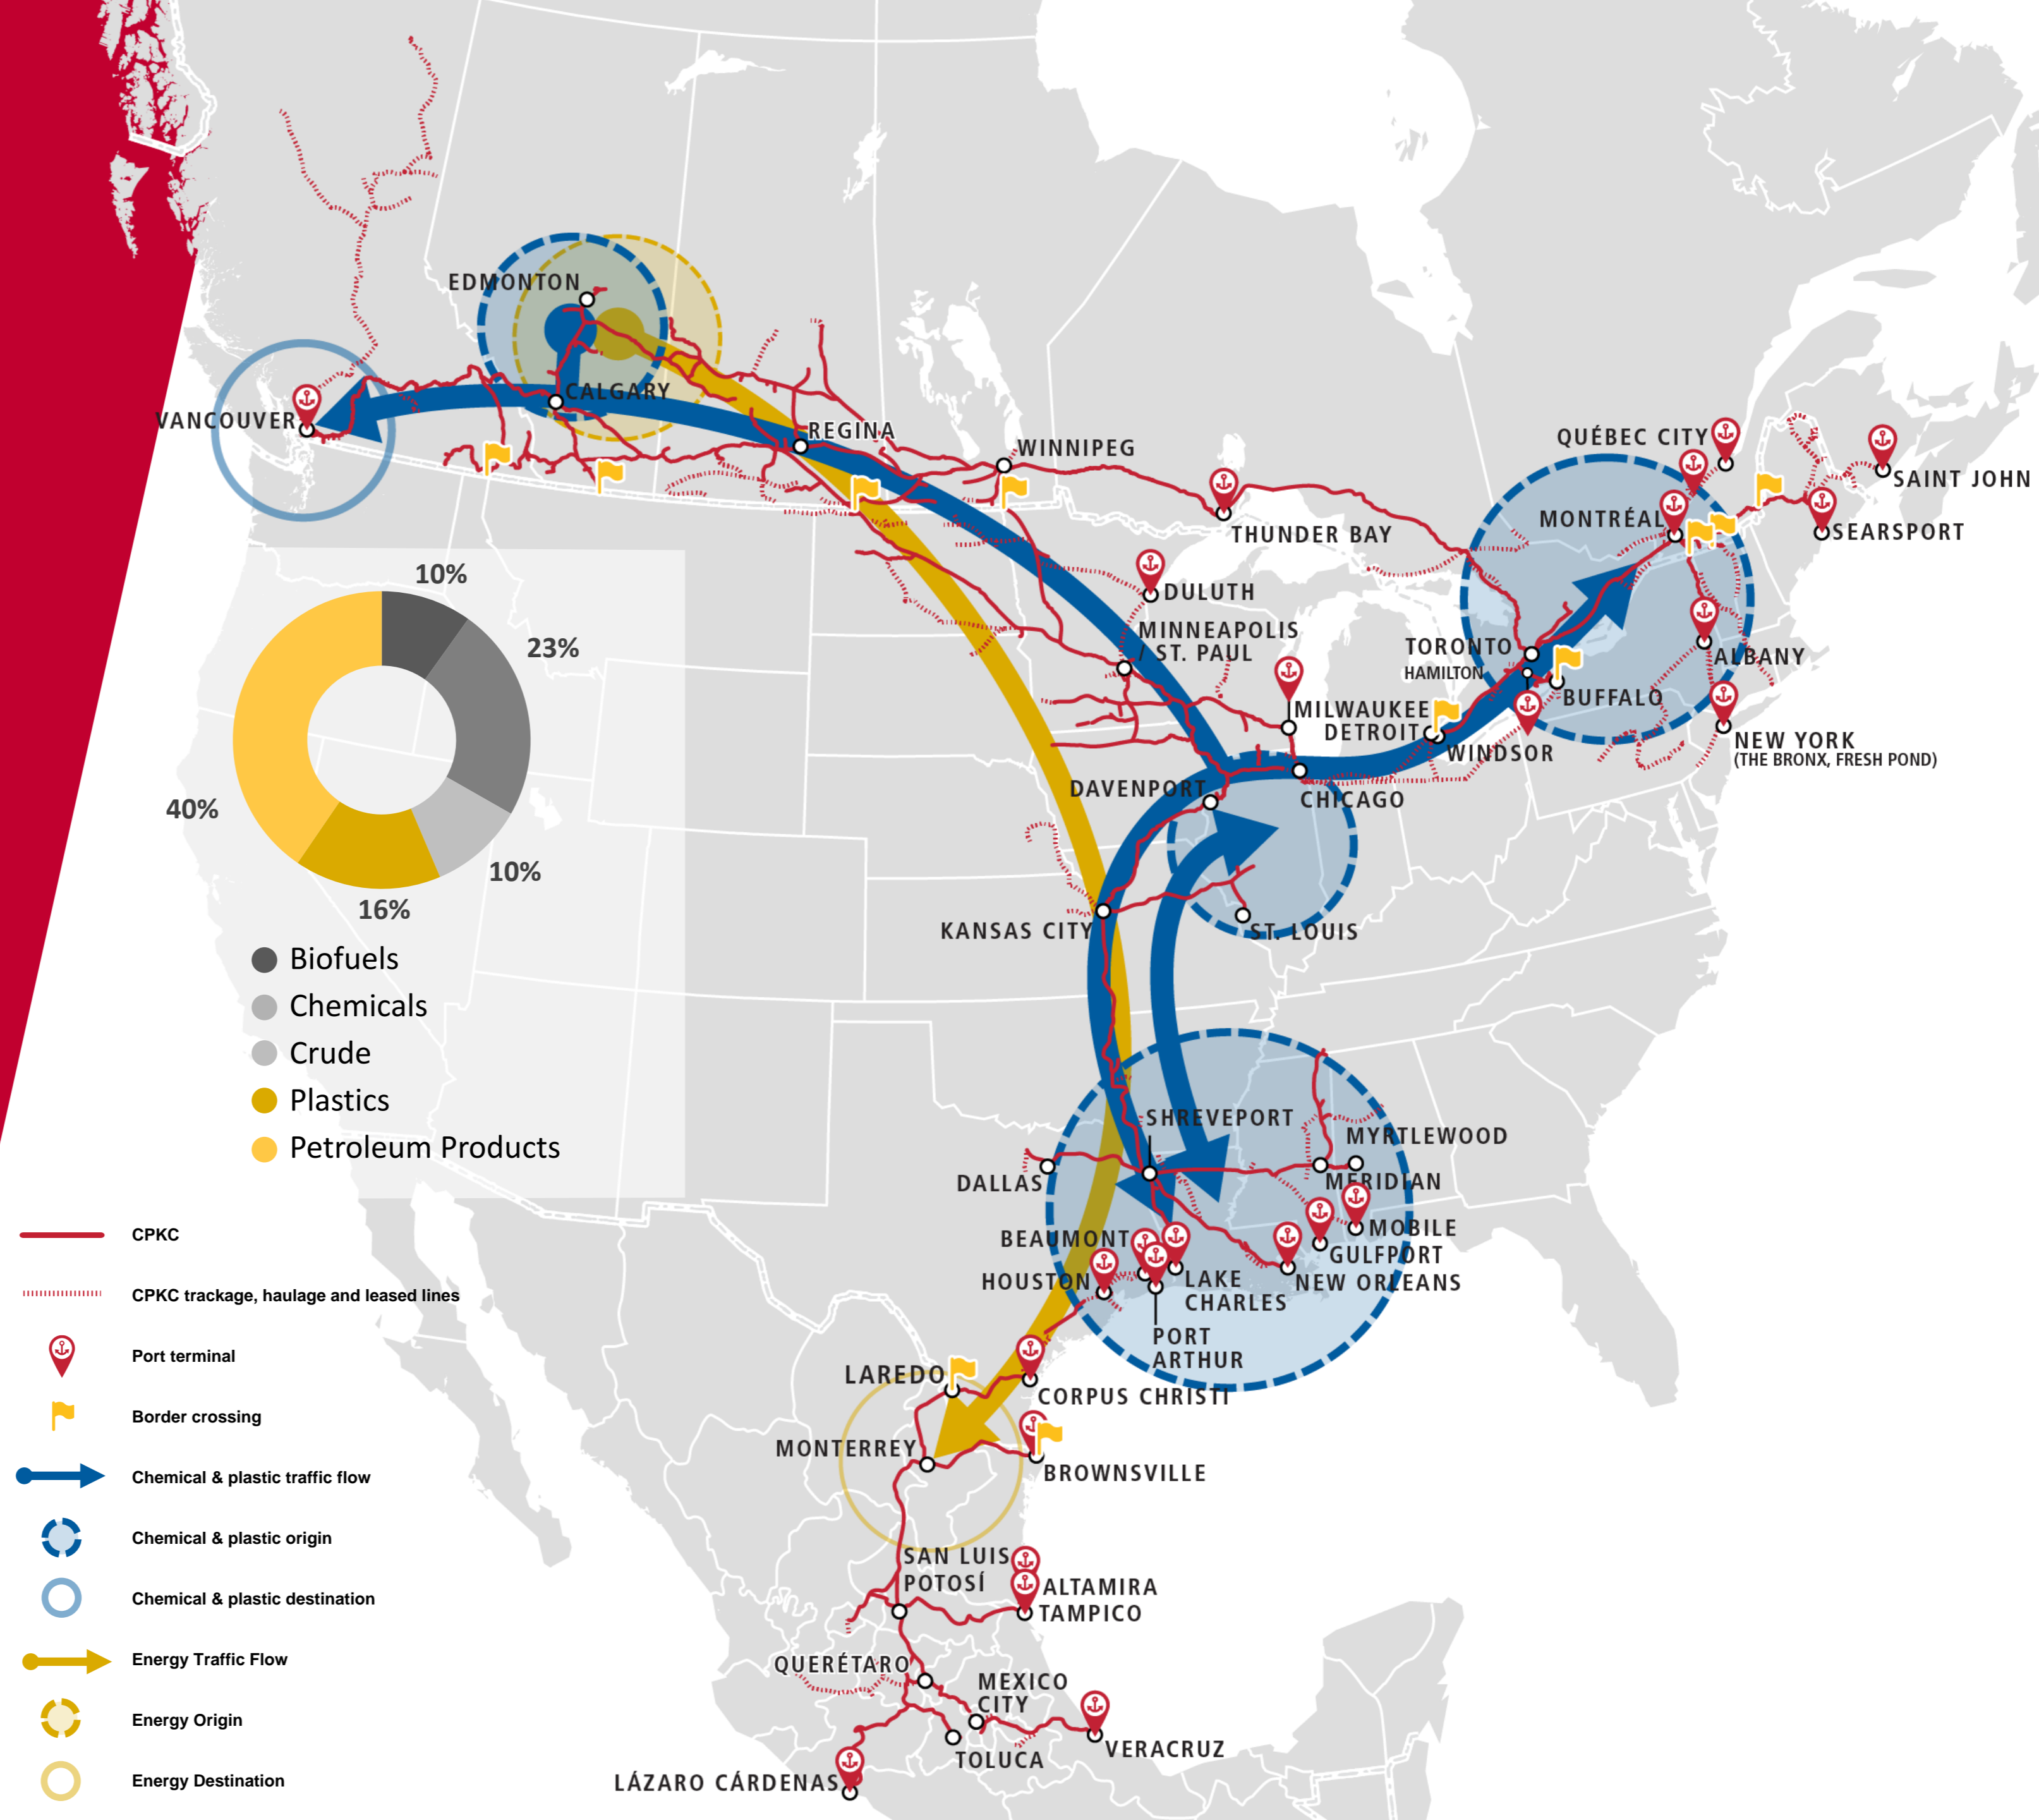 EDMONTON
CALGARY
VANCOUVER
REGINA
WINNIPEG
THUNDER BAY
DULUTH
MINNEAPOLIS
/ ST. PAUL
MILWAUKEE
DETROIT
WINDSOR
TORONTO
HAMILTON
BUFFALO
QUÉBEC CITY
MONTRÉAL
SAINT JOHN
SEARSPORT
ALBANY
NEW YORK
(THE BRONX, FRESH POND)
DAVENPORT
CHICAGO
KANSAS CITY
ST. LOUIS
SHREVEPORT
MYRTLEWOOD
DALLAS
MERIDIAN
BEAUMONT
MOBILE
GULFPORT
HOUSTON
LAKE
CHARLES
NEW ORLEANS
PORT
ARTHUR
LAREDO
CORPUS CHRISTI
MONTERREY
BROWNSVILLE
SAN LUIS
POTOSÍ
ALTAMIRA
TAMPICO
QUERÉTARO
MEXICO
CITY
TOLUCA
VERACRUZ
LÁZARO CÁRDENAS
10%
23%
40%
10%
16%
Biofuels
Chemicals
Crude
Plastics
Petroleum Products
CPKC
CPKC trackage, haulage and leased lines
Port terminal
Border crossing
Chemical & plastic traffic flow
Chemical & plastic origin
Chemical & plastic destination
Energy Traffic Flow
Energy Origin
Energy Destination